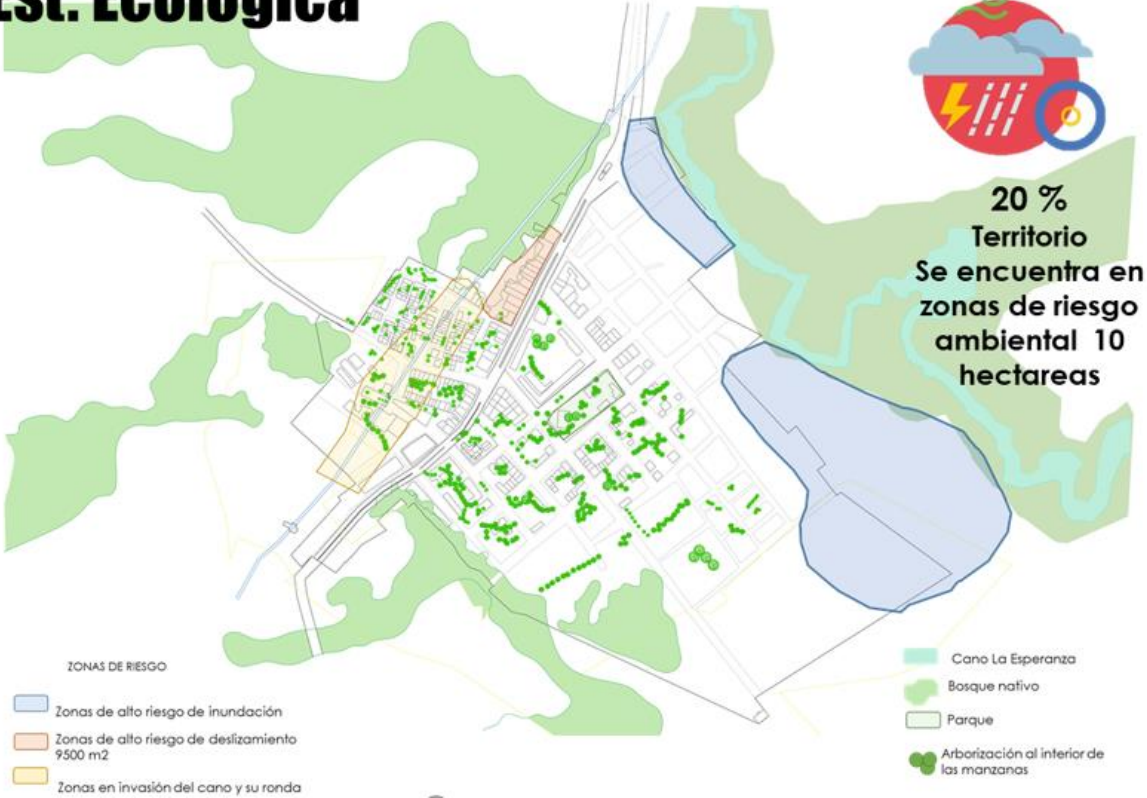 Est. Ecológica
20 %
Territorio
Se encuentra en
zonas de riesgo
ambiental 10
hectareas
ZONAS DE RIESGO
Zonas de alto riesgo de inundación
Zonas de alto riesgo de deslizamiento
9500 m2
Zonas en invasión del cano y su ronda
Cano La Esperanza
Bosque nativo
Parque
Arborización al interior de
las manzanas